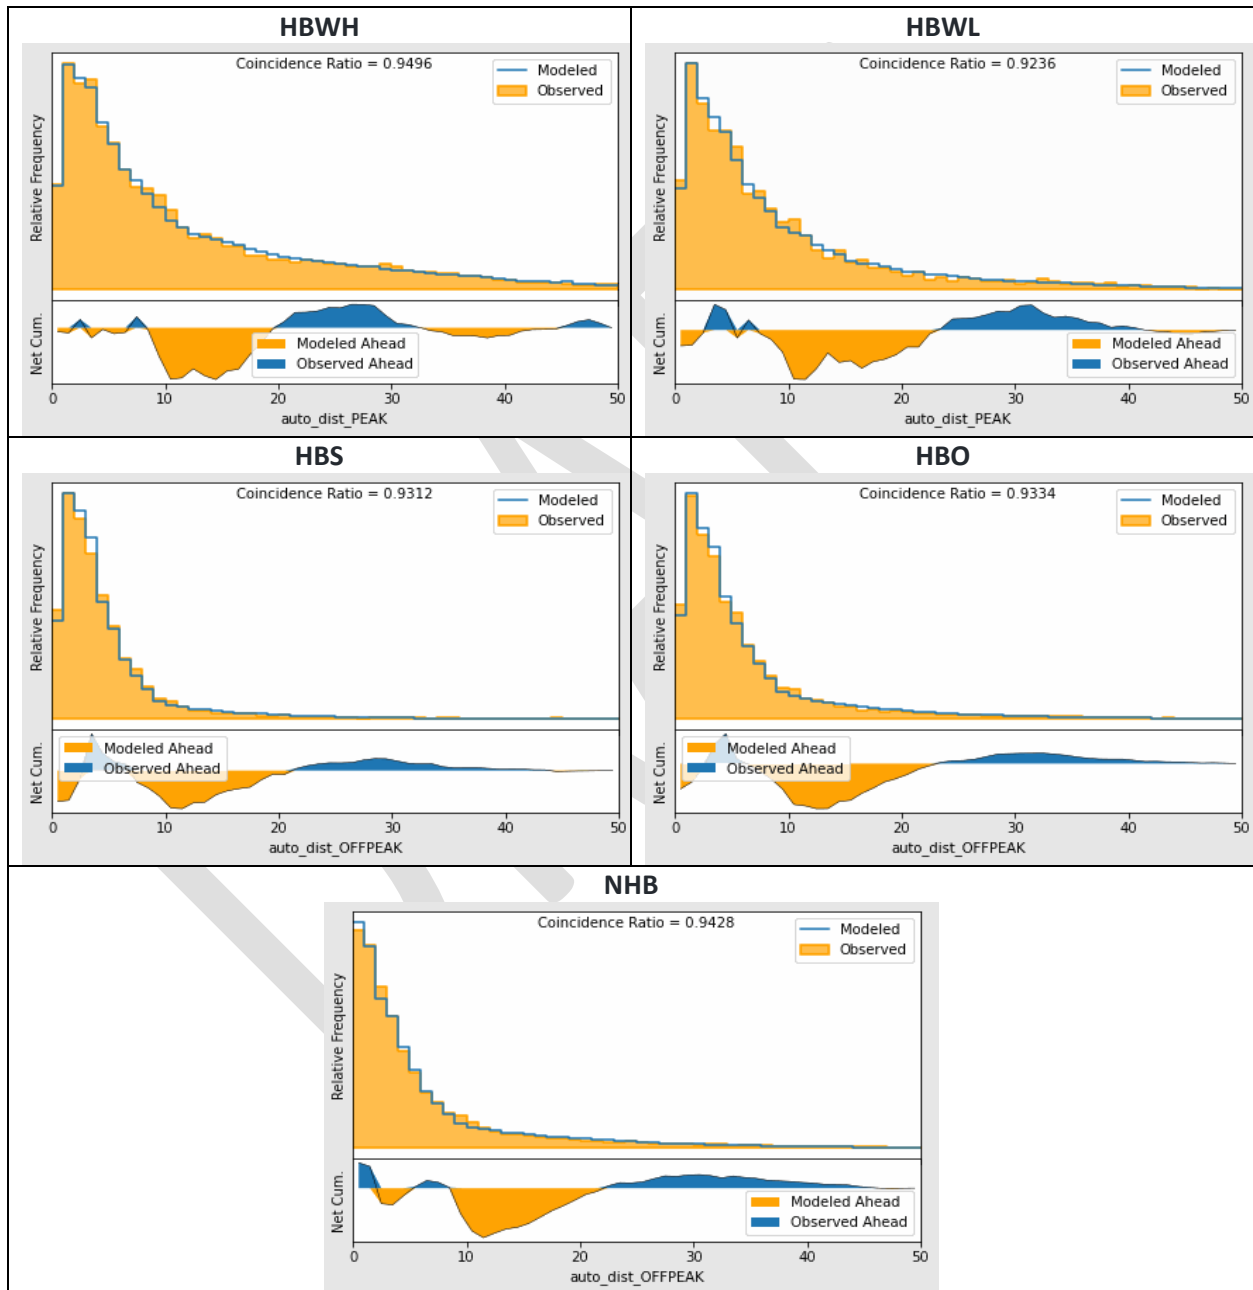 HBWH
Coincidence Ratio = 0.9496
Modeled
Observed
Relative Frequency
Net Cum.
Modeled Ahead
Observed Ahead
0 10 20 30 40 50
auto_dist_PEAK
HBWL
Coincidence Ratio = 0.9236
Modeled
Observed
Relative Frequency
Net Cum.
Modeled Ahead
Observed Ahead
0 10 20 30 40 50
auto_dist_PEAK
HBS
Coincidence Ratio = 0.9312
Modeled
Observed
Relative Frequency
Net Cum.
Modeled Ahead
Observed Ahead
0 10 20 30 40 50
auto_dist_OFFPEAK
HBO
Coincidence Ratio = 0.9334
Modeled
Observed
Relative Frequency
Net Cum.
Modeled Ahead
Observed Ahead
0 10 20 30 40 50
auto_dist_OFFPEAK
NHB
Coincidence Ratio = 0.9428
Modeled
Observed
Relative Frequency
Net Cum.
Modeled Ahead
Observed Ahead
0 10 20 30 40 50
auto_dist_OFFPEAK